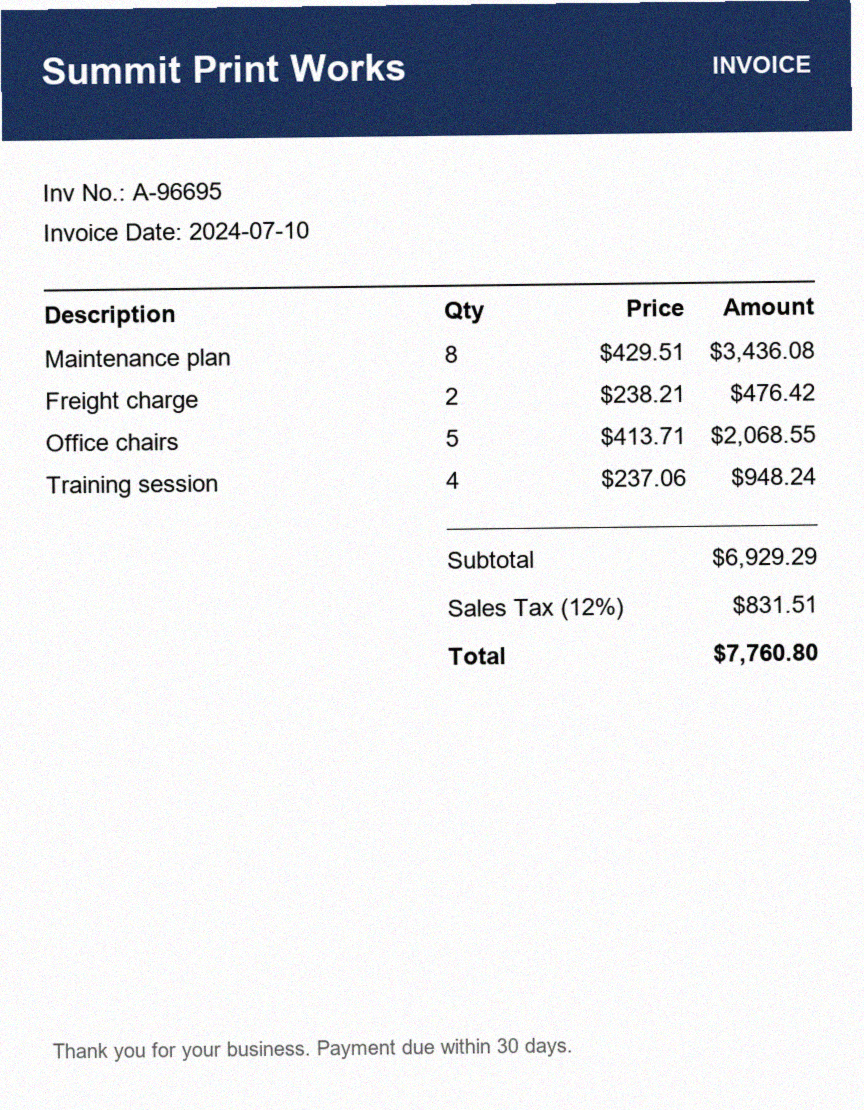 Summit Print Works INVOICE
Inv No.: A-96695
Invoice Date: 2024-07-10
Description Qty Price Amount
Maintenance plan 8 $429.51 $3,436.08
Freight charge 2 $238.21 $476.42
Office chairs 5 $413.71 $2,068.55
Training session 4 $237.06 $948.24
Subtotal $6,929.29
Sales Tax (12%) $831.51
Total $7,760.80
Thank you for your business. Payment due within 30 days.